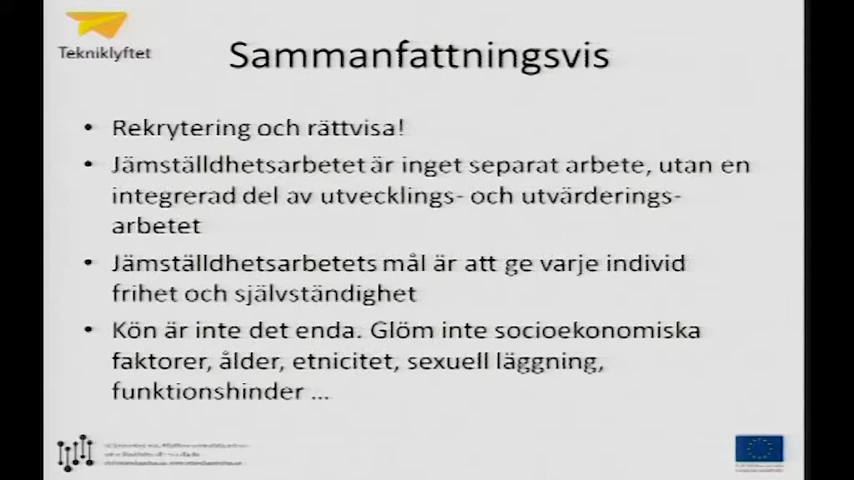 Tekniklyftet
Sammanfattningsvis
• Rekrytering och rättvisa!
• Jämställdhetsarbetet är inget separat arbete, utan en
integrerad del av utvecklings- och utvärderings-
arbetet
• Jämställdhetsarbetets mål är att ge varje individ
frihet och självständighet
• Kön är inte det enda. Glöm inte socioekonomiska
faktorer, ålder, etnicitet, sexuell läggning,
funktionshinder ...